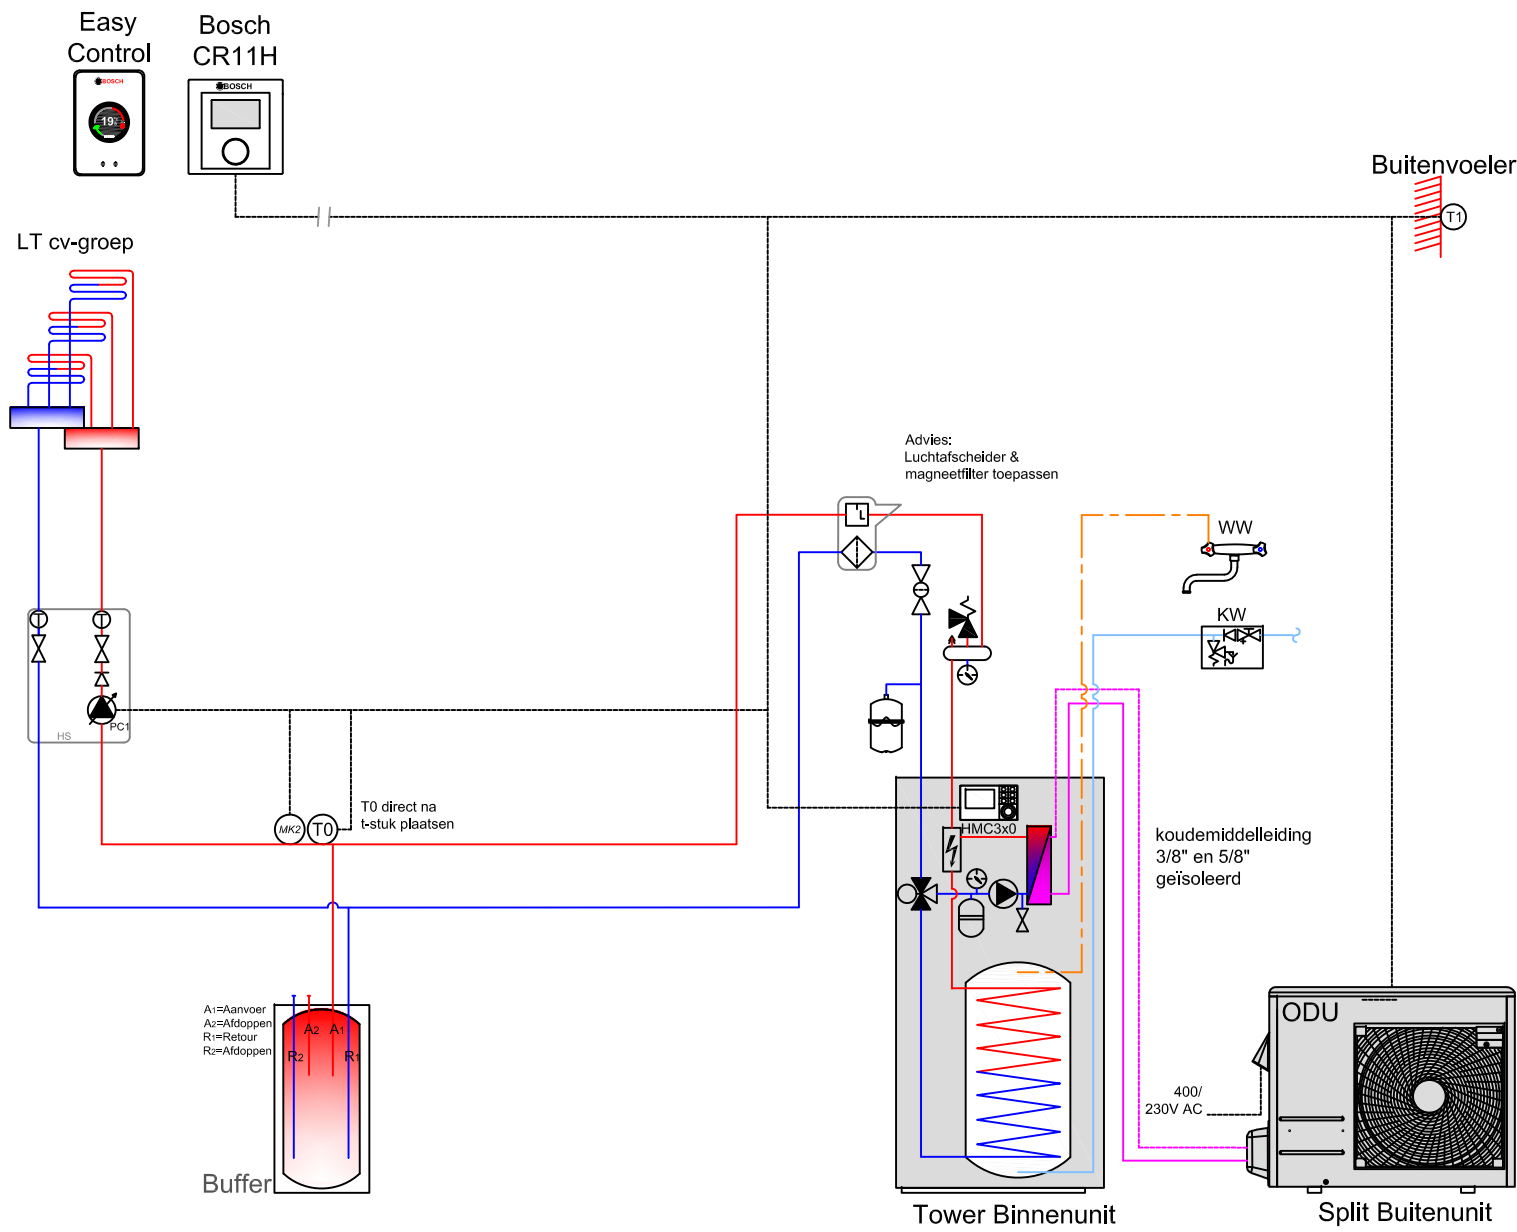 Easy
Control
Bosch
CR11H
BOSCH
BOSCH
19
Buitenvoeler
T1
LT cv-groep
Advies:
Luchtafscheider &
magneetfilter toepassen
WW
KW
T
T
PC1
HS
MK2
T0
T0 direct na
t-stuk plaatsen
HMC3x0
koudemiddelleiding
3/8" en 5/8"
geïsoleerd
A1=Aanvoer
A2=Afdoppen
R1=Retour
R2=Afdoppen
A2
A1
R2
R1
Buffer
ODU
400/
230V AC
Tower Binnenunit
Split Buitenunit